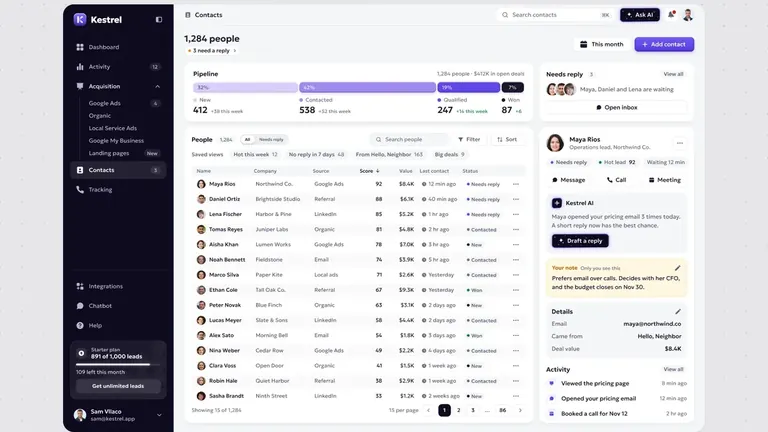 Kestrel
Dashboard
Activity 12
Acquisition
Google Ads 4
Organic
Local Service Ads
Google My Business
Landing pages New
Contacts 3
Tracking
Integrations
Chatbot
Help
Starter plan
891 of 1,000 leads
109 left this month
Get unlimited leads
Sam Vilaco
sam@kestrel.app
Contacts
Search contacts ⌘K
Ask AI
1,284 people
3 need a reply
This month
+ Add contact
Pipeline 1,284 people · $412K in open deals
32% 42% 19% 7%
New Contacted Qualified Won
412 +38 this week 538 +52 this week 247 +14 this week 87 +6
People 1,284 All Needs reply Search people Filter Sort
Saved views Hot this week 12 No reply in 7 days 48 From Hello, Neighbor 163 Big deals 9
Name Company Source Score ↓ Value Last contact Status
Maya Rios Northwind Co. Google Ads 92 $8.4K 12 min ago Needs reply
Daniel Ortiz Brightside Studio Referral 88 $6.1K 40 min ago Needs reply
Lena Fischer Harbor & Pine LinkedIn 85 $5.2K 1 hr ago Needs reply
Tomas Reyes Juniper Labs Organic 81 $4.8K 2 hr ago Contacted
Aisha Khan Lumen Works Google Ads 78 $7.0K 3 hr ago New
Noah Bennett Fieldstone Email 74 $3.9K 5 hr ago Contacted
Marco Silva Paper Kite Local ads 71 $2.6K Yesterday Contacted
Ethan Cole Tall Oak Co. Referral 67 $9.3K Yesterday Won
Peter Novak Blue Finch Organic 63 $3.1K 2 days ago New
Lucas Meyer Slate & Sons LinkedIn 58 $4.4K 2 days ago Contacted
Alex Sato Morning Bell Email 54 $1.8K 3 days ago Won
Nina Weber Cedar Row Google Ads 49 $2.2K 4 days ago Contacted
Clara Voss Open Door Organic 41 $1.5K 1 week ago New
Robin Hale Quiet Harbor Referral 38 $2.9K 1 week ago Contacted
Sasha Brandt Ninth Street LinkedIn 33 $1.2K 2 weeks ago New
Showing 15 of 1,284 15 per page 1 2 3 ... 86
Needs reply 3 View all
Maya, Daniel and Lena are waiting
Open inbox
Maya Rios
Operations lead, Northwind Co.
Needs reply Hot lead 92 Waiting 12 min
Message Call Meeting
Kestrel AI
Maya opened your pricing email 3 times today.
A short reply now has the best chance.
Draft a reply
Your note Only you see this
Prefers email over calls. Decides with her CFO,
and the budget closes on Nov 30.
Details
Email maya@northwind.co
Came from Hello, Neighbor
Deal value $8.4K
Activity View all
Viewed the pricing page 9 min ago
Opened your pricing email 12 min ago
Booked a call for Nov 12 2 hr ago